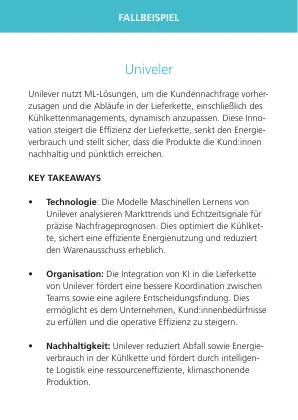 FALLBEISPIEL
Univeler
Unilever nutzt ML-Lösungen, um die Kundennachfrage vorher-
zusagen und die Abläufe in der Lieferkette, einschließlich des
Kühlkettenmanagements, dynamisch anzupassen. Diese Inno-
vation steigert die Effizienz der Lieferkette, senkt den Energie-
verbrauch und stellt sicher, dass die Produkte die Kund:innen
nachhaltig und pünktlich erreichen.
KEY TAKEAWAYS
• Technologie: Die Modelle Maschinellen Lernens von
Unilever analysieren Markttrends und Echtzeitsignale für
präzise Nachfrageprognosen. Dies optimiert die Kühlket-
te, sichert eine effiziente Energienutzung und reduziert
den Warenausschuss erheblich.
• Organisation: Die Integration von KI in die Lieferkette
von Unilever fördert eine bessere Koordination zwischen
Teams sowie eine agilere Entscheidungsfindung. Dies
ermöglicht es dem Unternehmen, Kund:innenbedürfnisse
zu erfüllen und die operative Effizienz zu steigern.
• Nachhaltigkeit: Unilever reduziert Abfall sowie Energie-
verbrauch in der Kühlkette und fördert durch intelligen-
te Logistik eine ressourceneffiziente, klimaschonende
Produktion.